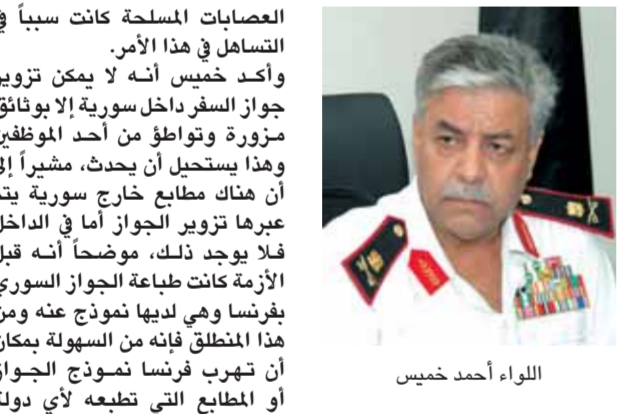 العصابات المسلحة كانت سبباً في
التساهل في هذا الأمر.
وأكد خميس أنه لا يمكن تزوير
جواز السفر داخل سورية إلا بوثائق
مزورة وتواطؤ من أحد الموظفين
وهذا يستحيل أن يحدث، مشيراً إلى
أن هناك مطابع خارج سورية يتم
عبرها تزوير الجواز أما في الداخل
فلا يوجد ذلك، موضحاً أنه قبل
الأزمة كانت طباعة الجواز السوري
بفرنسا وهي لديها نموذج عنه ومن
هذا المنطلق فإنه من السهولة بمكان
أن تهرب فرنسا نموذج الجواز
أو المطابع التي تطبعه لأي دولة
اللواء أحمد خميس